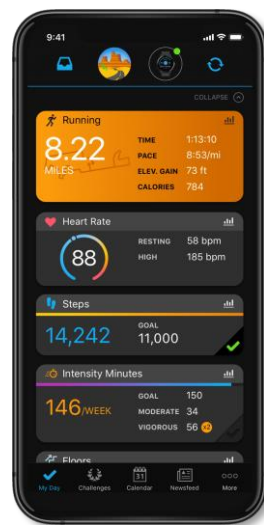 9:41
COLLAPSE
Running
8.22
MILES
TIME 1:13:10
PACE 8:53/mi
ELEV. GAIN 73 ft
CALORIES 784
Heart Rate
88
RESTING 58 bpm
HIGH 185 bpm
Steps
14,242
GOAL
11,000
Intensity Minutes
146/WEEK
GOAL 150
MODERATE 34
VIGOROUS 56 x2
Floors
My Day Challenges 31 Calendar Newsfeed More